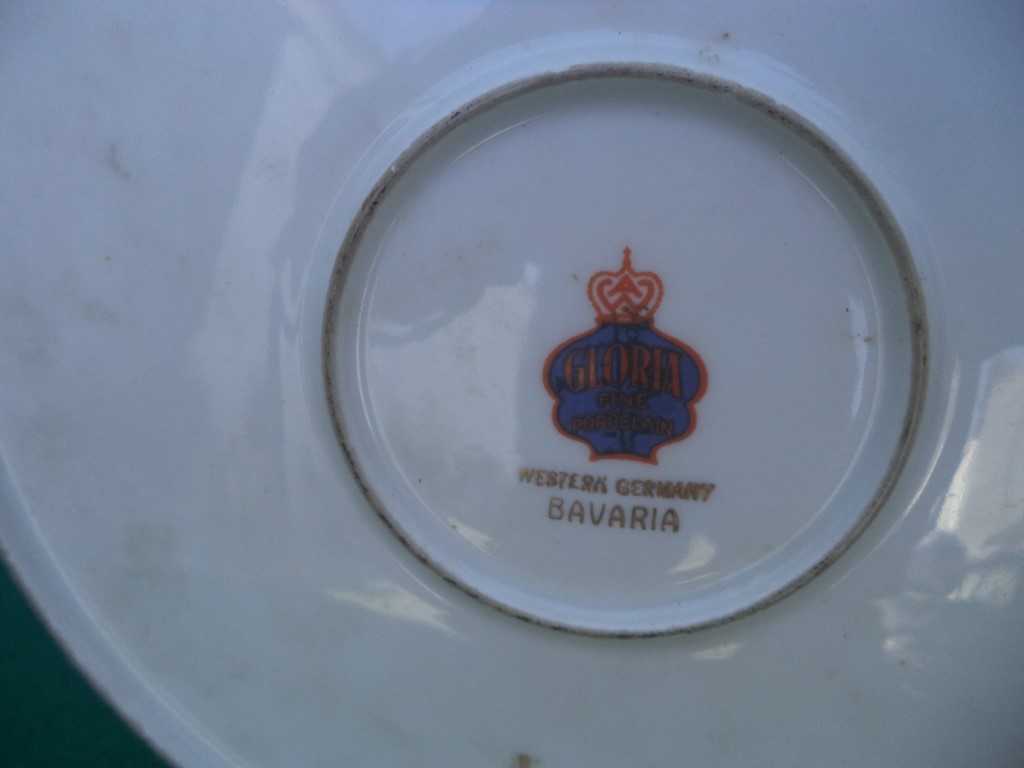 GLORIA
FINE
PORCELAIN
WESTERN GERMANY
BAVARIA